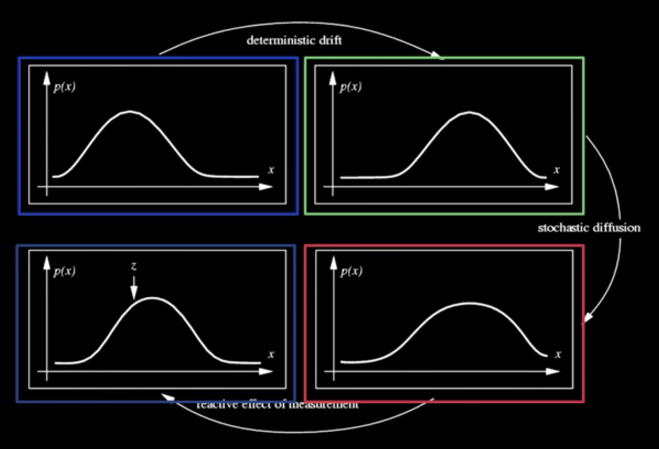 deterministic drift
p(x)
x
p(x)
x
stochastic diffusion
p(x)
z
x
p(x)
x
reactive effect of measurement